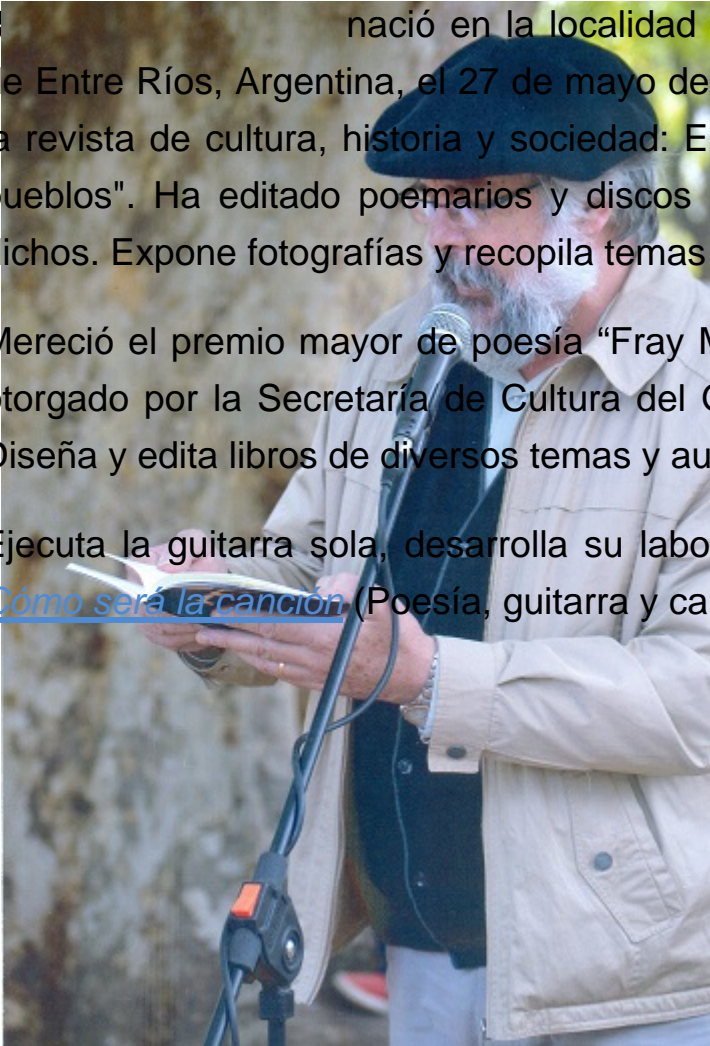 nació en la localidad
e Entre Ríos, Argentina, el 27 de mayo de
a revista de cultura, historia y sociedad: E
ueblos". Ha editado poemarios y discos
ichos. Expone fotografías y recopila temas
Mereció el premio mayor de poesía “Fray M
otorgado por la Secretaría de Cultura del G
Diseña y edita libros de diversos temas y au
Ejecuta la guitarra sola, desarrolla su labo
Cómo será la canción (Poesía, guitarra y ca